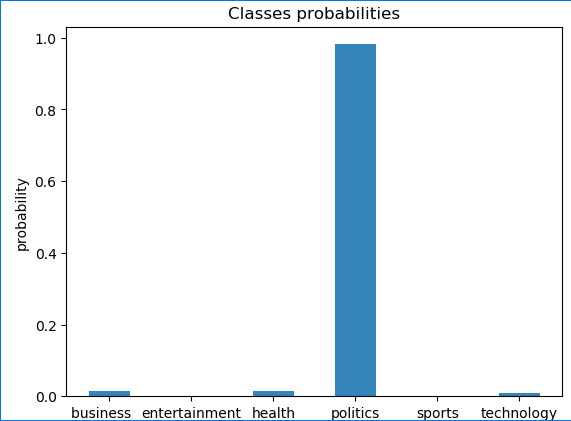 Classes probabilities
1.0
0.8
0.6
0.4
0.2
0.0
probability
business entertainment health politics sports technology